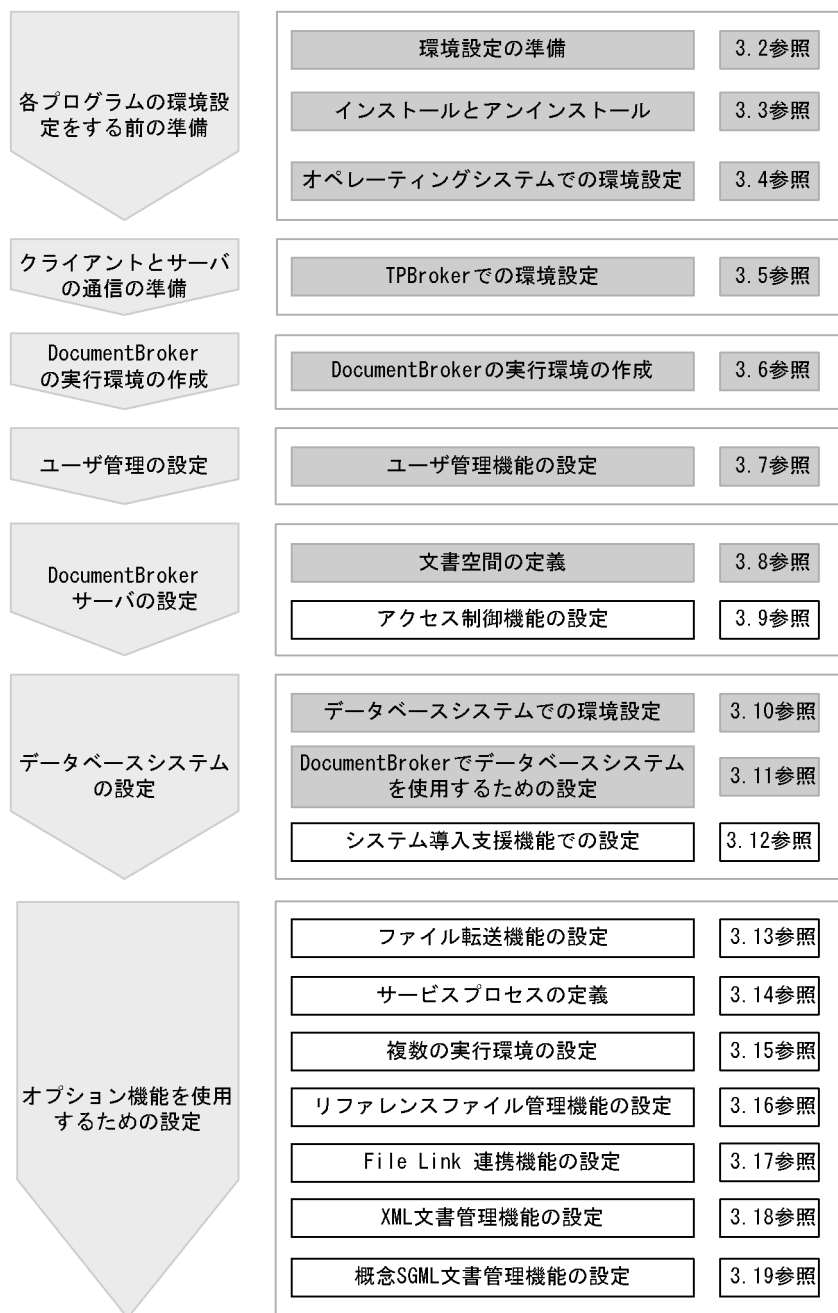 各プログラムの環境設
定をする前の準備
環境設定の準備 3.2参照
インストールとアンインストール 3.3参照
オペレーティングシステムでの環境設定 3.4参照
クライアントとサーバ
の通信の準備
TPBrokerでの環境設定 3.5参照
DocumentBroker
の実行環境の作成
DocumentBrokerの実行環境の作成 3.6参照
ユーザ管理の設定
ユーザ管理機能の設定 3.7参照
DocumentBroker
サーバの設定
文書空間の定義 3.8参照
アクセス制御機能の設定 3.9参照
データベースシステム
の設定
データベースシステムでの環境設定 3.10参照
DocumentBrokerでデータベースシステム
を使用するための設定
3.11参照
システム導入支援機能での設定 3.12参照
オプション機能を使用
するための設定
ファイル転送機能の設定 3.13参照
サービスプロセスの定義 3.14参照
複数の実行環境の設定 3.15参照
リファレンスファイル管理機能の設定 3.16参照
File Link 連携機能の設定 3.17参照
XML文書管理機能の設定 3.18参照
概念SGML文書管理機能の設定 3.19参照